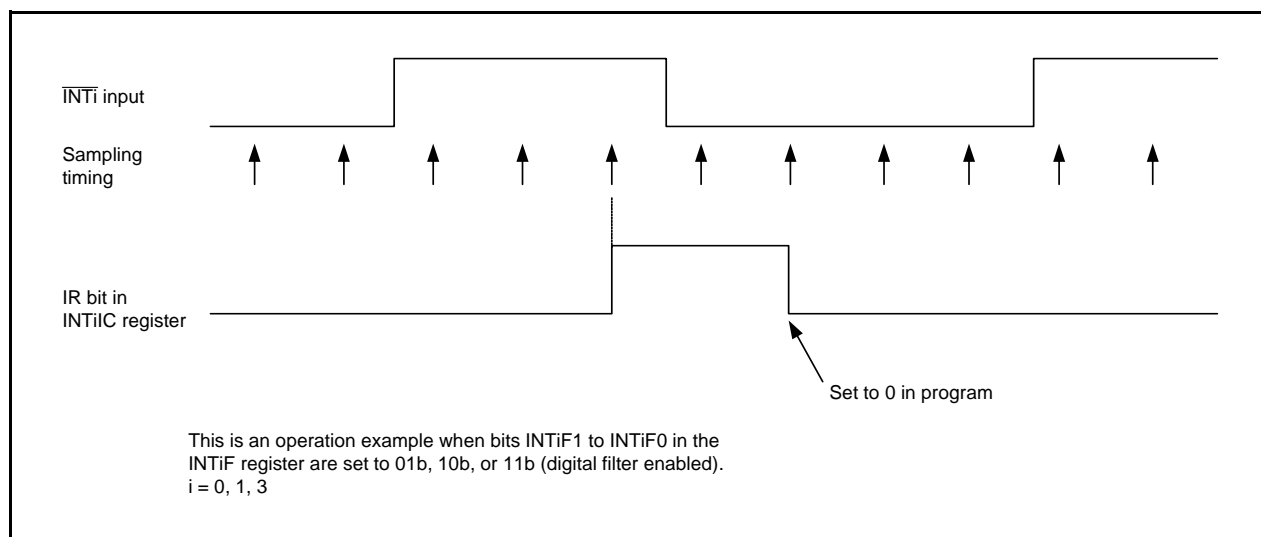 INTi input
Sampling
timing
IR bit in
INTiIC register
Set to 0 in program
This is an operation example when bits INTiF1 to INTiF0 in the
INTiF register are set to 01b, 10b, or 11b (digital filter enabled).
i = 0, 1, 3